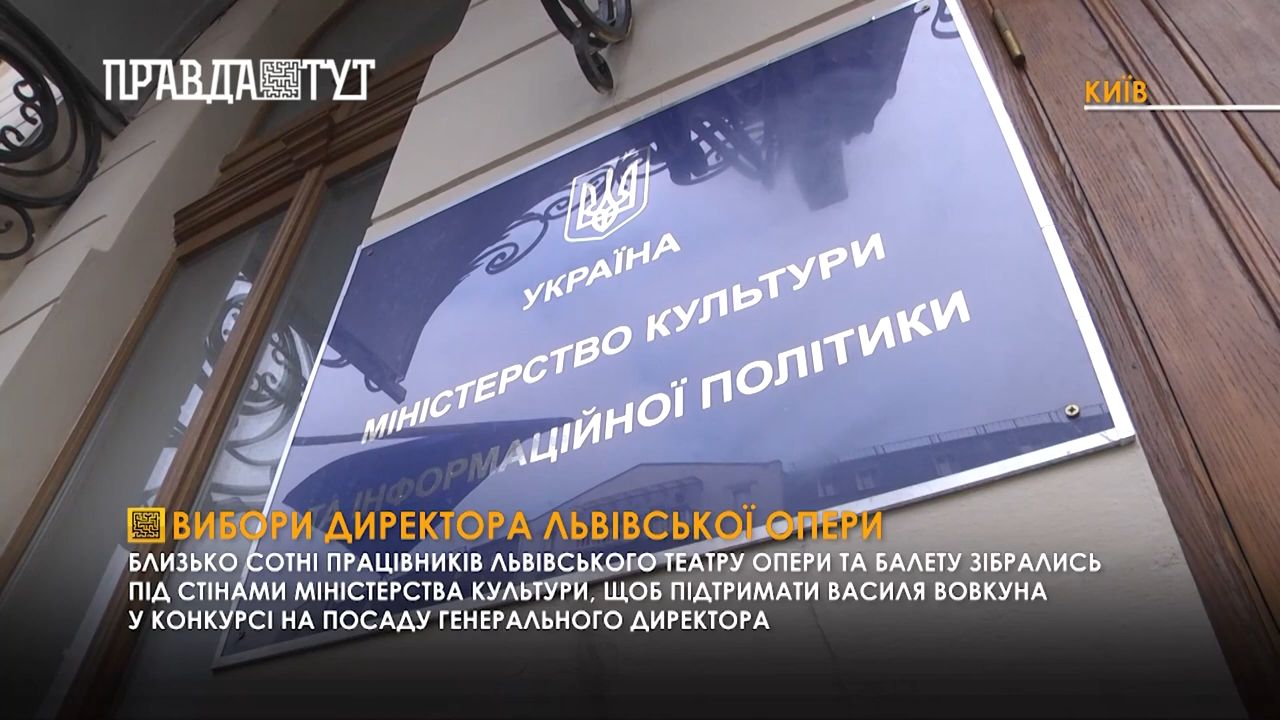 ПРАВДА ТУТ
КИЇВ
УКРАЇНА
МІНІСТЕРСТВО КУЛЬТУРИ
ТА ІНФОРМАЦІЙНОЇ ПОЛІТИКИ
ВИБОРИ ДИРЕКТОРА ЛЬВІВСЬКОЇ ОПЕРИ
БЛИЗЬКО СОТНІ ПРАЦІВНИКІВ ЛЬВІВСЬКОГО ТЕАТРУ ОПЕРИ ТА БАЛЕТУ ЗІБРАЛИСЬ
ПІД СТІНАМИ МІНІСТЕРСТВА КУЛЬТУРИ, ЩОБ ПІДТРИМАТИ ВАСИЛЯ ВОВКУНА
У КОНКУРСІ НА ПОСАДУ ГЕНЕРАЛЬНОГО ДИРЕКТОРА